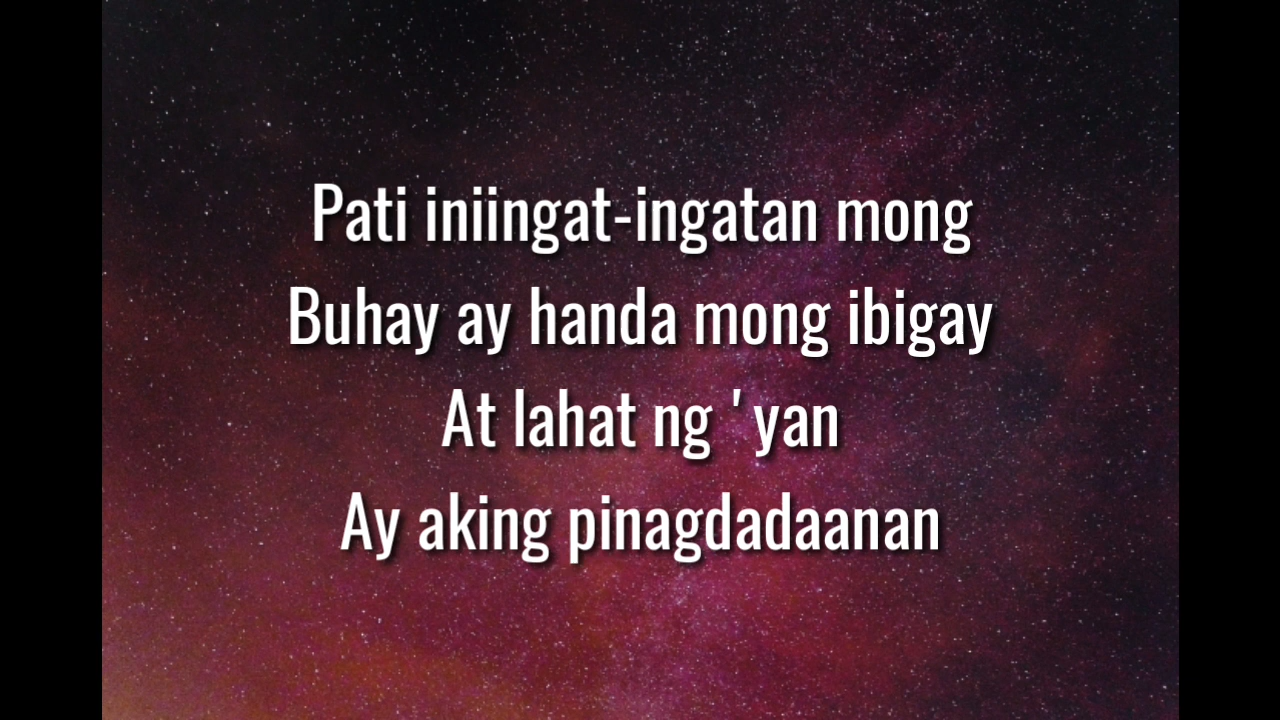 Pati iniingat-ingatan mong
Buhay ay handa mong ibigay
At lahat ng 'yan
Ay aking pinagdadaanan